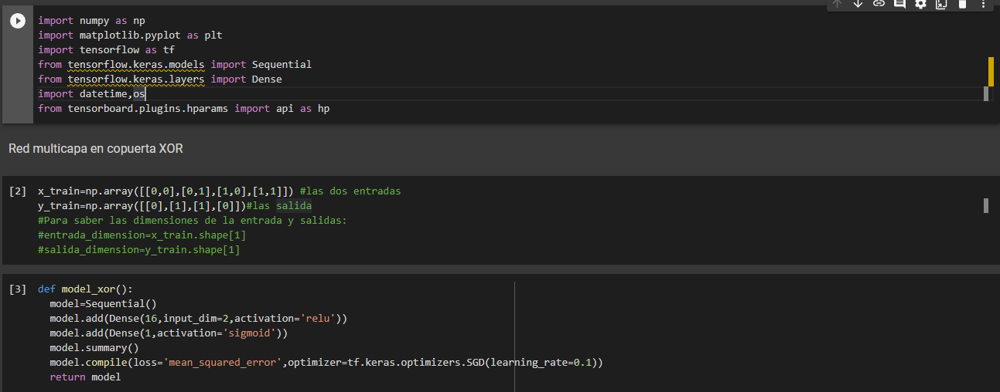 import numpy as np
import matplotlib.pyplot as plt
import tensorflow as tf
from tensorflow.keras.models import Sequential
from tensorflow.keras.layers import Dense
import datetime,os
from tensorboard.plugins.hparams import api as hp
Red multicapa en copuerta XOR
[2] x_train=np.array([[0,0],[0,1],[1,0],[1,1]]) #las dos entradas
y_train=np.array([[0],[1],[1],[0]])#las salida
#Para saber las dimensiones de la entrada y salidas:
#entrada_dimension=x_train.shape[1]
#salida_dimension=y_train.shape[1]
[3] def model_xor():
model=Sequential()
model.add(Dense(16,input_dim=2,activation='relu'))
model.add(Dense(1,activation='sigmoid'))
model.summary()
model.compile(loss='mean_squared_error',optimizer=tf.keras.optimizers.SGD(learning_rate=0.1))
return model